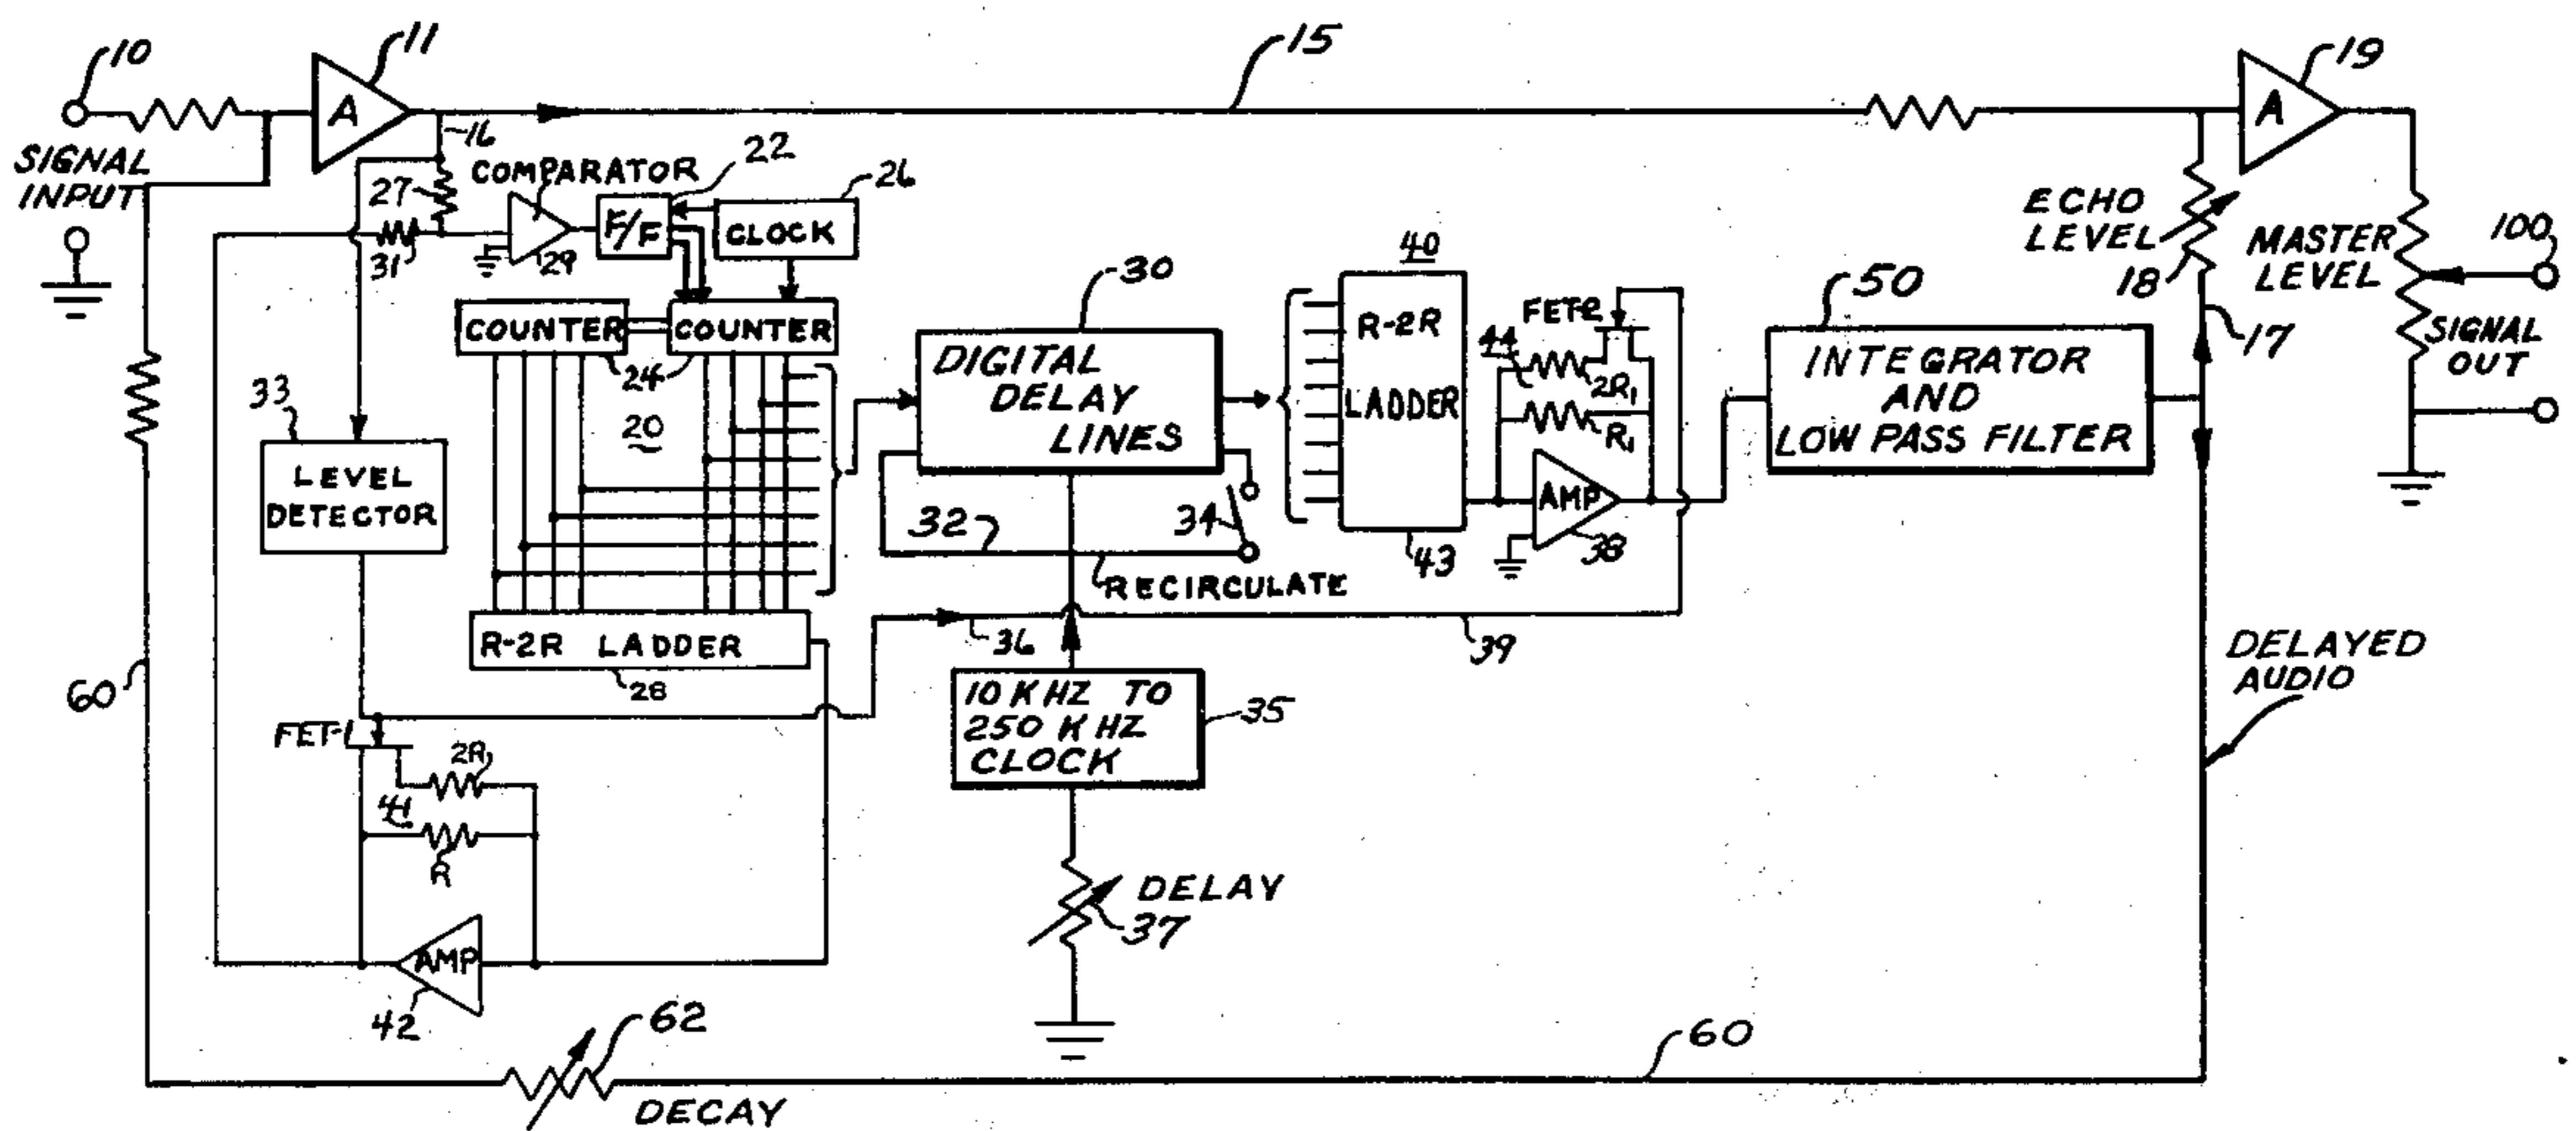 10
11
15
19
A
A
SIGNAL
INPUT
16
27
COMPARATOR
22
26
F/F
CLOCK
31
29
ECHO
LEVEL
18
MASTER
LEVEL
100
SIGNAL
OUT
17
40
30
50
COUNTER
COUNTER
24
20
DIGITAL
DELAY
LINES
R-2R
LADDER
43
FET-2
44
2R1
R1
AMP
38
INTEGRATOR
AND
LOW PASS FILTER
33
LEVEL
DETECTOR
32
34
RECIRCULATE
R-2R LADDER
28
36
39
60
DELAYED
AUDIO
10 KHZ TO
250 KHZ
CLOCK
35
FET-1
2R1
41
R
AMP
42
DELAY
37
62
60
DECAY